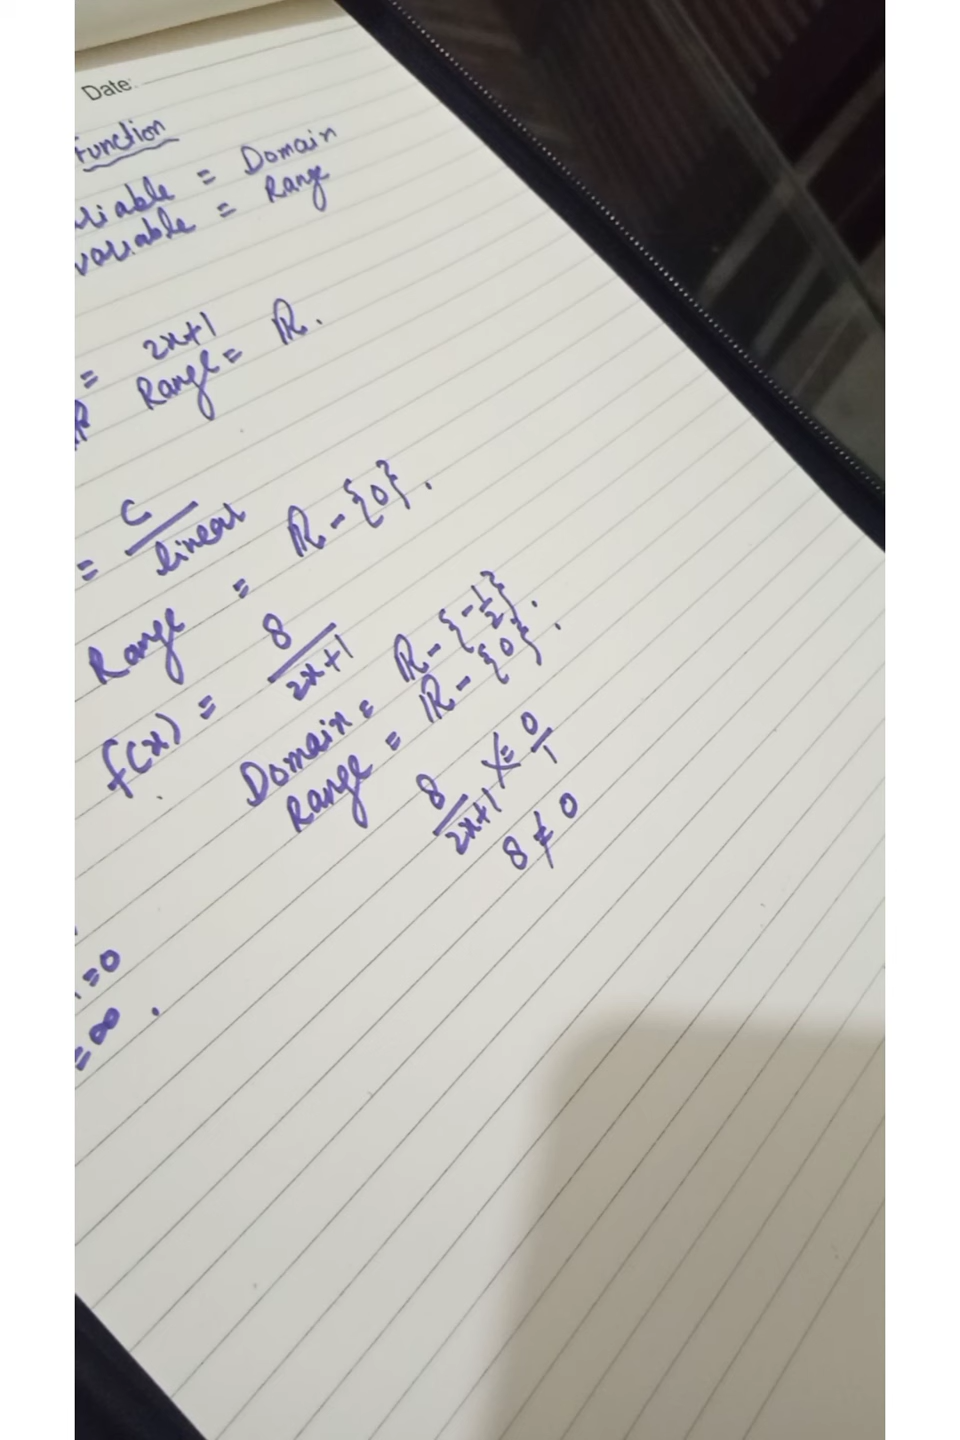 Date:
Function
riable = Domain
variable = Range
= 2x+1
R Range = R.
= C/linear
Range = R - {0}.
f(x) = 8/2x+1
Domain = R - {-1/2}.
Range = R - {0}.
8/2x+1 ≠ 0/1
8 ≠ 0
1=0
=∞ .